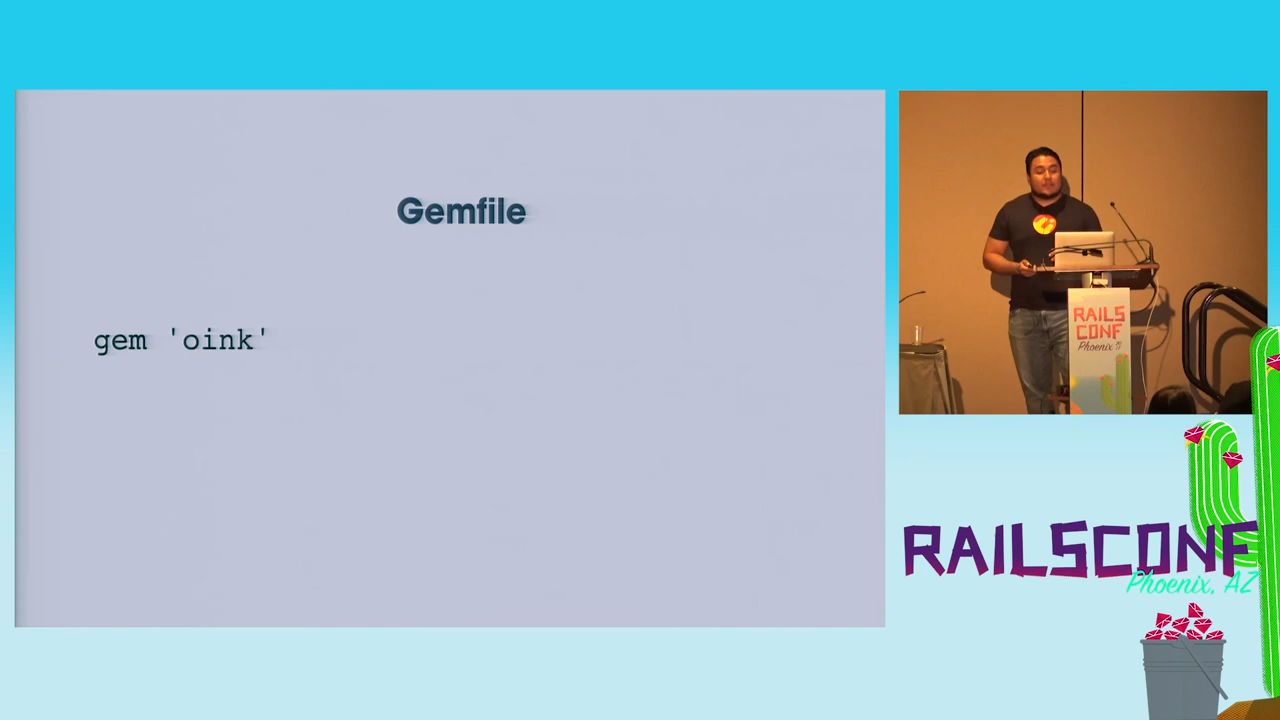 Gemfile
gem 'oink'
RAILS
CONF
Phoenix
RAILSCONF
Phoenix, AZ